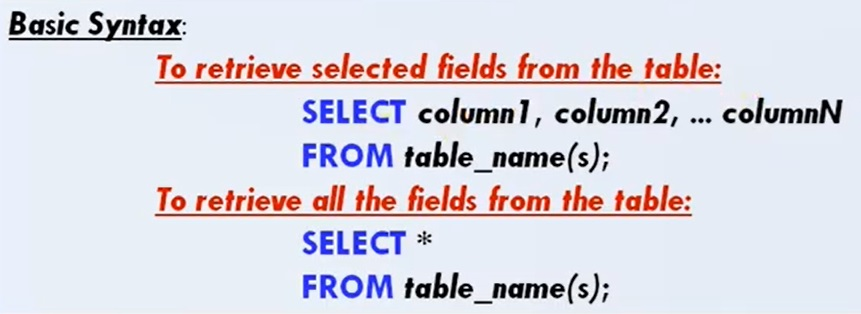 Basic Syntax:
To retrieve selected fields from the table:
SELECT column1, column2, ... columnN
FROM table_name(s);
To retrieve all the fields from the table:
SELECT *
FROM table_name(s);